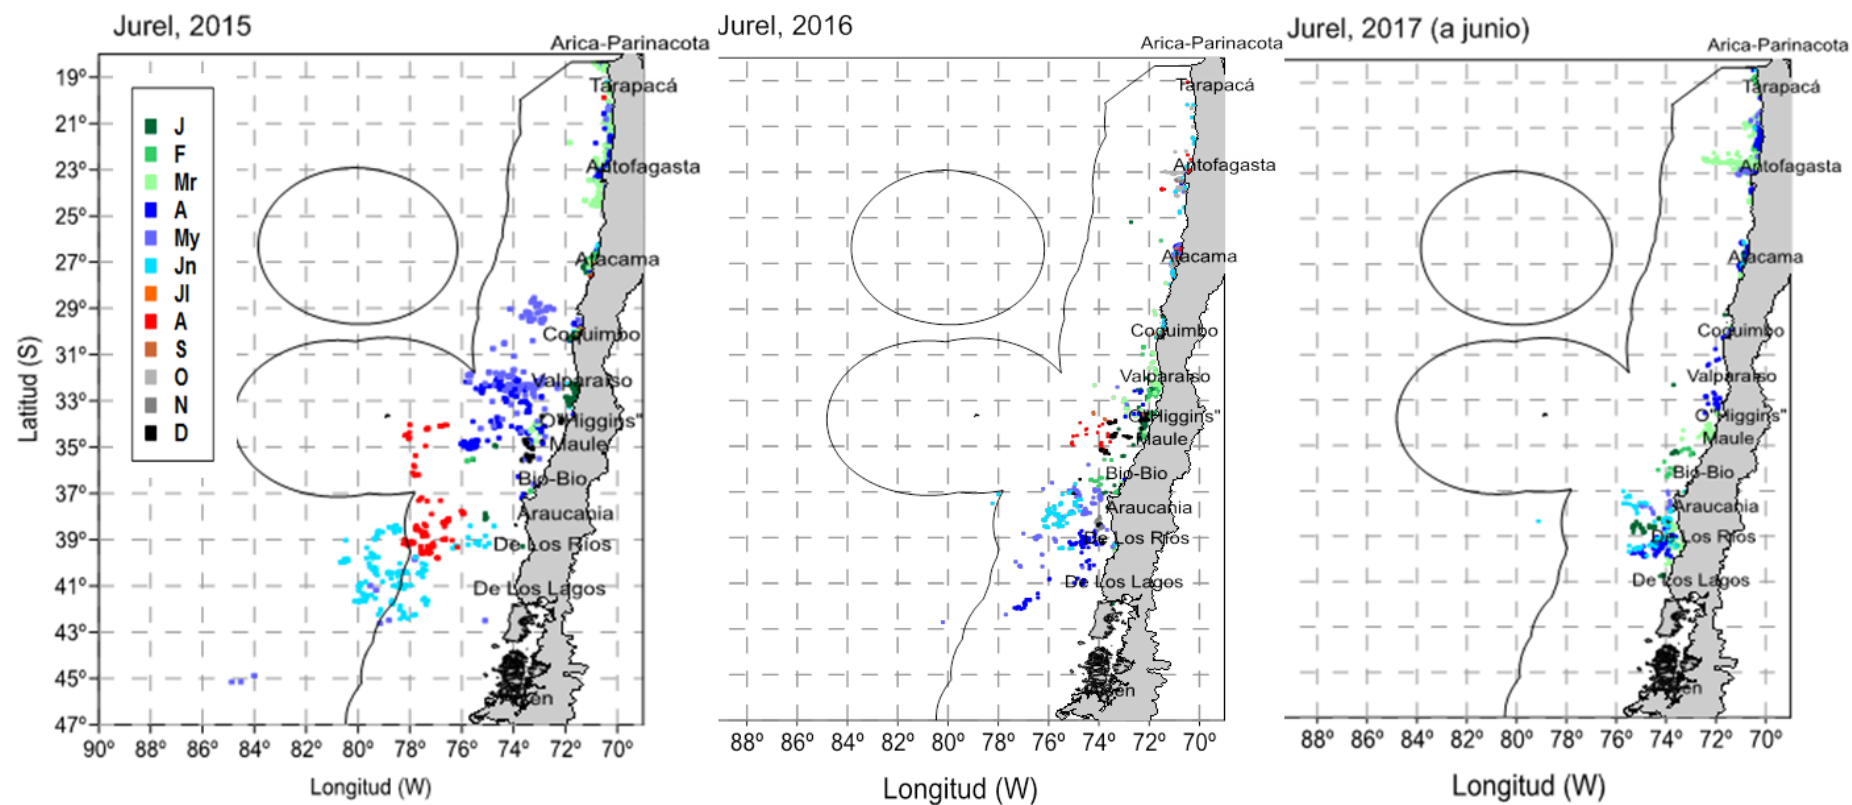 Jurel, 2015
Arica-Parinacota
Tarapacá
Antofagasta
Atacama
Coquimbo
Valparaiso
O"Higgins"
Maule
Bio-Bio
Araucania
De Los Rios
De Los Lagos
J
F
Mr
A
My
Jn
Jl
A
S
O
N
D
19º
21º
23º
25º
27º
29º
31º
33º
35º
37º
39º
41º
43º
45º
47º
Latitud (S)
90º 88º 86º 84º 82º 80º 78º 76º 74º 72º 70º
Longitud (W)
Jurel, 2016
Arica-Parinacota
Tarapacá
Antofagasta
Atacama
Coquimbo
Valparaiso
O"Higgins"
Maule
Bio-Bio
Araucania
De Los Rios
De Los Lagos
88º 86º 84º 82º 80º 78º 76º 74º 72º 70º
Longitud (W)
Jurel, 2017 (a junio)
Arica-Parinacota
Tarapacá
Antofagasta
Atacama
Coquimbo
Valparaiso
O"Higgins"
Maule
Bio-Bio
Araucania
De Los Rios
De Los Lagos
88º 86º 84º 82º 80º 78º 76º 74º 72º 70º
Longitud (W)